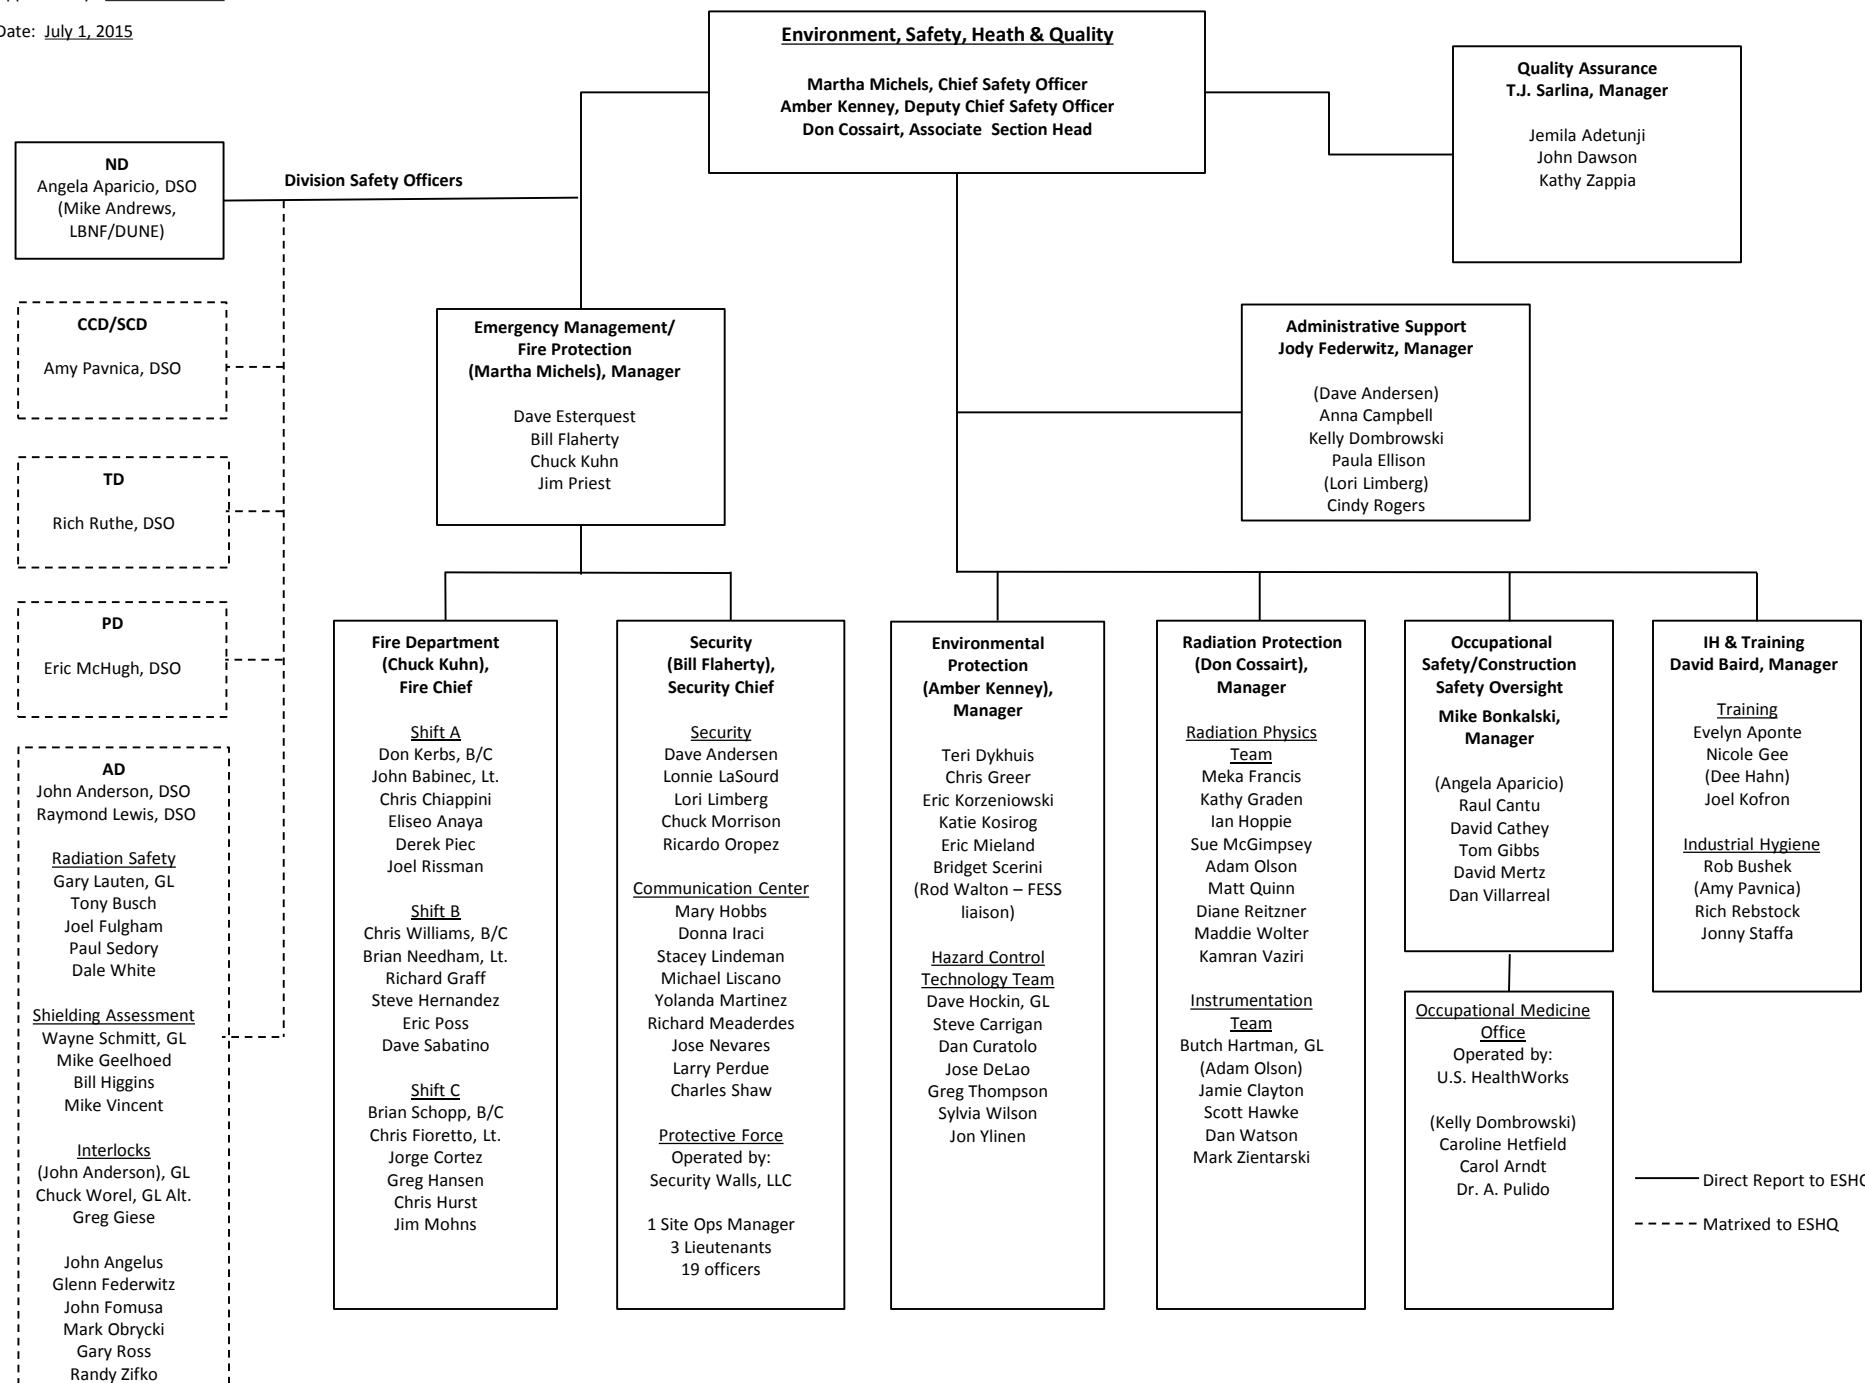 Date: July 1, 2015
Environment, Safety, Heath & Quality
Martha Michels, Chief Safety Officer
Amber Kenney, Deputy Chief Safety Officer
Don Cossairt, Associate Section Head
Quality Assurance
T.J. Sarlina, Manager
Jemila Adetunji
John Dawson
Kathy Zappia
ND
Angela Aparicio, DSO
(Mike Andrews,
LBNF/DUNE)
Division Safety Officers
CCD/SCD
Amy Pavnica, DSO
TD
Rich Ruthe, DSO
PD
Eric McHugh, DSO
AD
John Anderson, DSO
Raymond Lewis, DSO
Radiation Safety
Gary Lauten, GL
Tony Busch
Joel Fulgham
Paul Sedory
Dale White
Shielding Assessment
Wayne Schmitt, GL
Mike Geelhoed
Bill Higgins
Mike Vincent
Interlocks
(John Anderson), GL
Chuck Worel, GL Alt.
Greg Giese
John Angelus
Glenn Federwitz
John Fomusa
Mark Obrycki
Gary Ross
Randy Zifko
Emergency Management/
Fire Protection
(Martha Michels), Manager
Dave Esterquest
Bill Flaherty
Chuck Kuhn
Jim Priest
Administrative Support
Jody Federwitz, Manager
(Dave Andersen)
Anna Campbell
Kelly Dombrowski
Paula Ellison
(Lori Limberg)
Cindy Rogers
Fire Department
(Chuck Kuhn),
Fire Chief
Shift A
Don Kerbs, B/C
John Babinec, Lt.
Chris Chiappini
Eliseo Anaya
Derek Piec
Joel Rissman
Shift B
Chris Williams, B/C
Brian Needham, Lt.
Richard Graff
Steve Hernandez
Eric Poss
Dave Sabatino
Shift C
Brian Schopp, B/C
Chris Fioretto, Lt.
Jorge Cortez
Greg Hansen
Chris Hurst
Jim Mohns
Security
(Bill Flaherty),
Security Chief
Security
Dave Andersen
Lonnie LaSourd
Lori Limberg
Chuck Morrison
Ricardo Oropez
Communication Center
Mary Hobbs
Donna Iraci
Stacey Lindeman
Michael Liscano
Yolanda Martinez
Richard Meaderdes
Jose Nevares
Larry Perdue
Charles Shaw
Protective Force
Operated by:
Security Walls, LLC
1 Site Ops Manager
3 Lieutenants
19 officers
Environmental
Protection
(Amber Kenney),
Manager
Teri Dykhuis
Chris Greer
Eric Korzeniowski
Katie Kosirog
Eric Mieland
Bridget Scerini
(Rod Walton – FESS
liaison)
Hazard Control
Technology Team
Dave Hockin, GL
Steve Carrigan
Dan Curatolo
Jose DeLao
Greg Thompson
Sylvia Wilson
Jon Ylinen
Radiation Protection
(Don Cossairt),
Manager
Radiation Physics
Team
Meka Francis
Kathy Graden
Ian Hoppie
Sue McGimpsey
Adam Olson
Matt Quinn
Diane Reitzner
Maddie Wolter
Kamran Vaziri
Instrumentation
Team
Butch Hartman, GL
(Adam Olson)
Jamie Clayton
Scott Hawke
Dan Watson
Mark Zientarski
Occupational
Safety/Construction
Safety Oversight
Mike Bonkalski,
Manager
(Angela Aparicio)
Raul Cantu
David Cathey
Tom Gibbs
David Mertz
Dan Villarreal
Occupational Medicine
Office
Operated by:
U.S. HealthWorks
(Kelly Dombrowski)
Caroline Hetfield
Carol Arndt
Dr. A. Pulido
IH & Training
David Baird, Manager
Training
Evelyn Aponte
Nicole Gee
(Dee Hahn)
Joel Kofron
Industrial Hygiene
Rob Bushek
(Amy Pavnica)
Rich Rebstock
Jonny Staffa
Direct Report to ESHQ
Matrixed to ESHQ